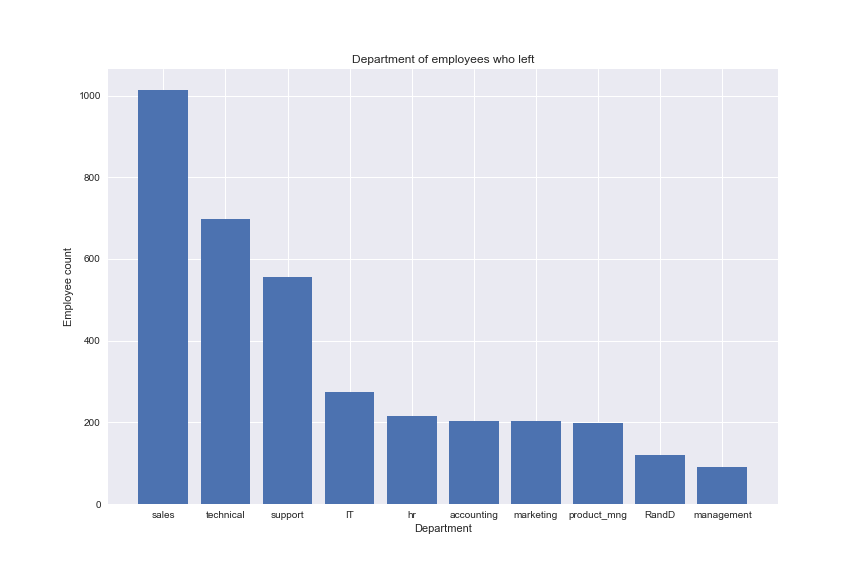 Department of employees who left
1000
800
600
400
200
0
Employee count
sales technical support IT hr accounting marketing product_mng RandD management
Department